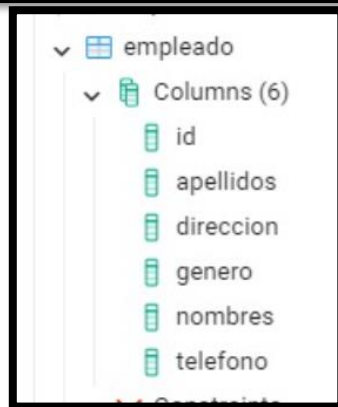 empleado
Columns (6)
id
apellidos
direccion
genero
nombres
telefono